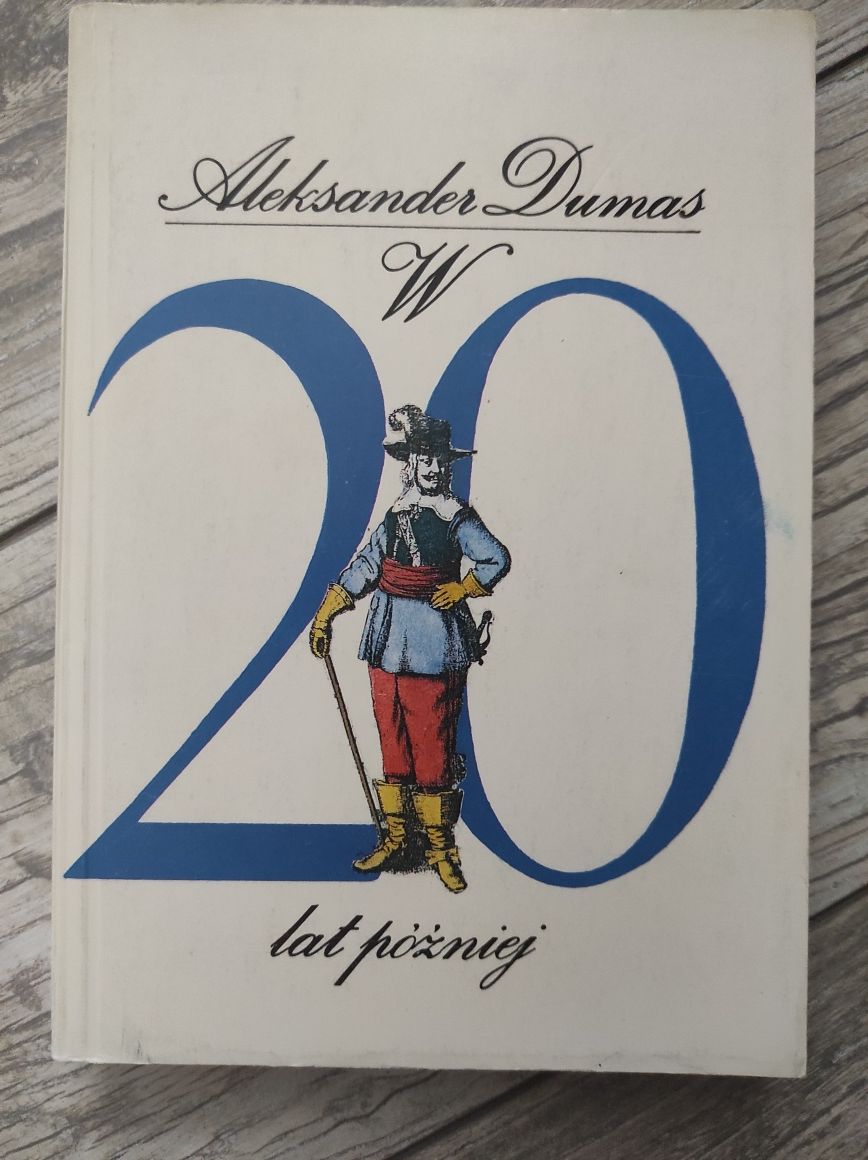 Aleksander Dumas
W
20
lat później